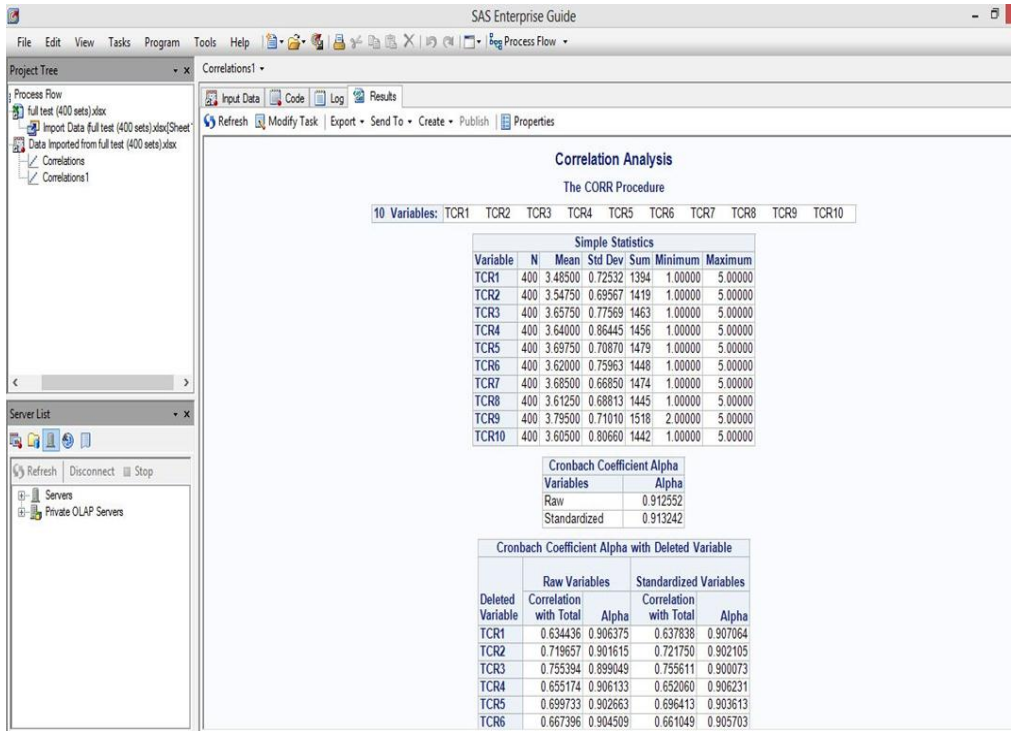 SAS Enterprise Guide
File Edit View Tasks Program Tools Help Process Flow
Project Tree
Process Flow
full test (400 sets).xlsx
Import Data (full test (400 sets).xlsx[Sheet
Data Imported from full test (400 sets).xlsx
Correlations
Correlations1
Server List
Refresh Disconnect Stop
Servers
Private OLAP Servers
Correlations1
Input Data Code Log Results
Refresh Modify Task Export Send To Create Publish Properties
Correlation Analysis
The CORR Procedure
10 Variables: TCR1 TCR2 TCR3 TCR4 TCR5 TCR6 TCR7 TCR8 TCR9 TCR10
Simple Statistics
Variable N Mean Std Dev Sum Minimum Maximum
TCR1 400 3.48500 0.72532 1394 1.00000 5.00000
TCR2 400 3.54750 0.69567 1419 1.00000 5.00000
TCR3 400 3.65750 0.77569 1463 1.00000 5.00000
TCR4 400 3.64000 0.86445 1456 1.00000 5.00000
TCR5 400 3.69750 0.70870 1479 1.00000 5.00000
TCR6 400 3.62000 0.75963 1448 1.00000 5.00000
TCR7 400 3.68500 0.66850 1474 1.00000 5.00000
TCR8 400 3.61250 0.68813 1445 1.00000 5.00000
TCR9 400 3.79500 0.71010 1518 2.00000 5.00000
TCR10 400 3.60500 0.80660 1442 1.00000 5.00000
Cronbach Coefficient Alpha
Variables Alpha
Raw 0.912552
Standardized 0.913242
Cronbach Coefficient Alpha with Deleted Variable
Raw Variables Standardized Variables
Deleted Correlation Correlation
Variable with Total Alpha with Total Alpha
TCR1 0.634436 0.906375 0.637838 0.907064
TCR2 0.719657 0.901615 0.721750 0.902105
TCR3 0.755394 0.899049 0.755611 0.900073
TCR4 0.655174 0.906133 0.652060 0.906231
TCR5 0.699733 0.902663 0.696413 0.903613
TCR6 0.667396 0.904509 0.661049 0.905703